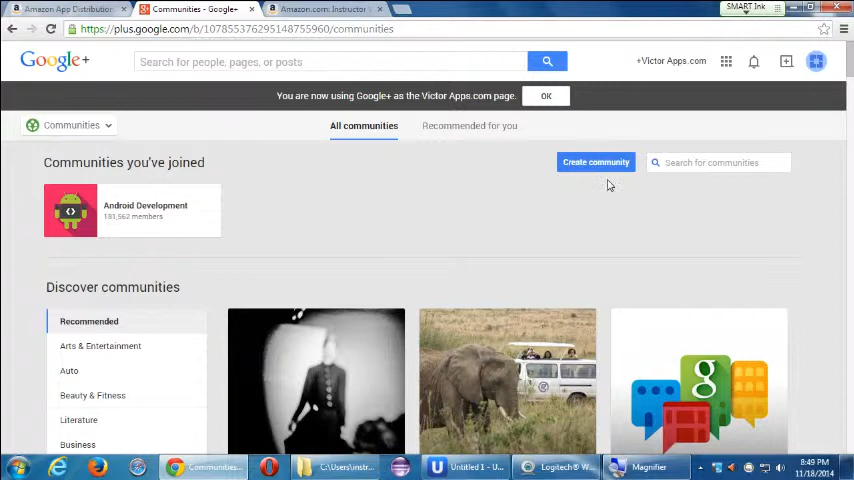 SMART Ink
Amazon App Distribution
Communities - Google+
Amazon.com: Instructor V
https://plus.google.com/b/107855376295148755960/communities
Google+
Search for people, pages, or posts
+Victor Apps.com
You are now using Google+ as the Victor Apps.com page.
OK
Communities
All communities
Recommended for you
Communities you've joined
Create community
Search for communities
Android Development
181,562 members
Discover communities
Recommended
Arts & Entertainment
Auto
Beauty & Fitness
Literature
Business
g
Communities...
C:\Users\instr...
Untitled 1 - U...
Logitech® W...
Magnifier
8:49 PM
11/18/2014